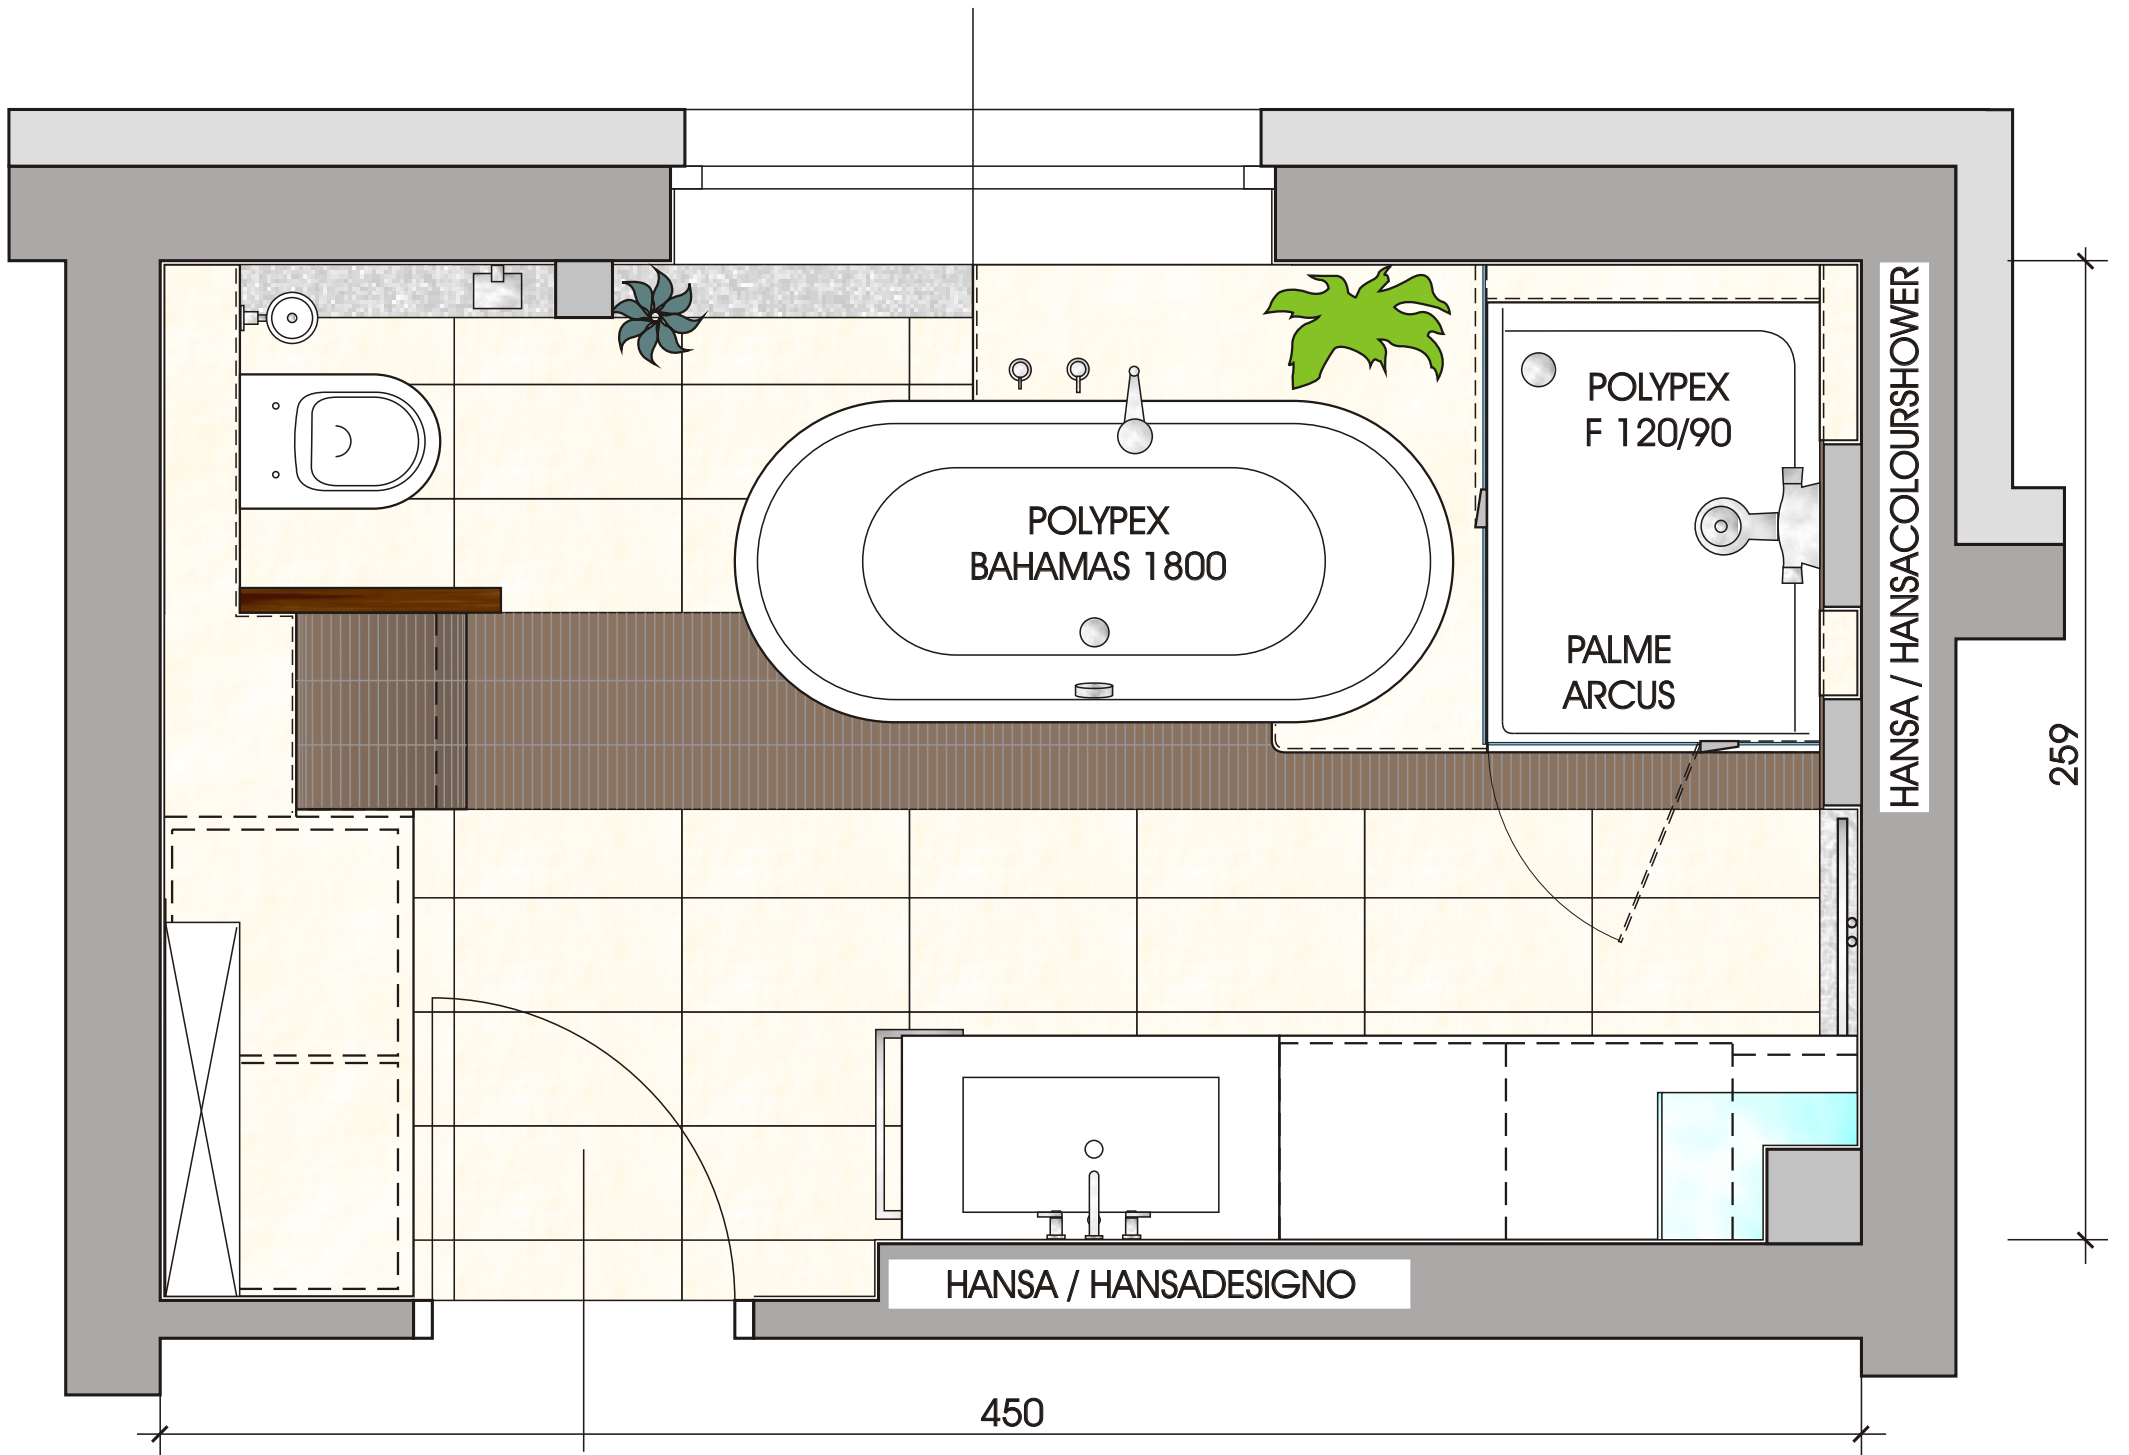 POLYPEX
F 120/90
POLYPEX
BAHAMAS 1800
PALME
ARCUS
HANSA / HANSACOLOURSHOWER
259
HANSA / HANSADESIGNO
450